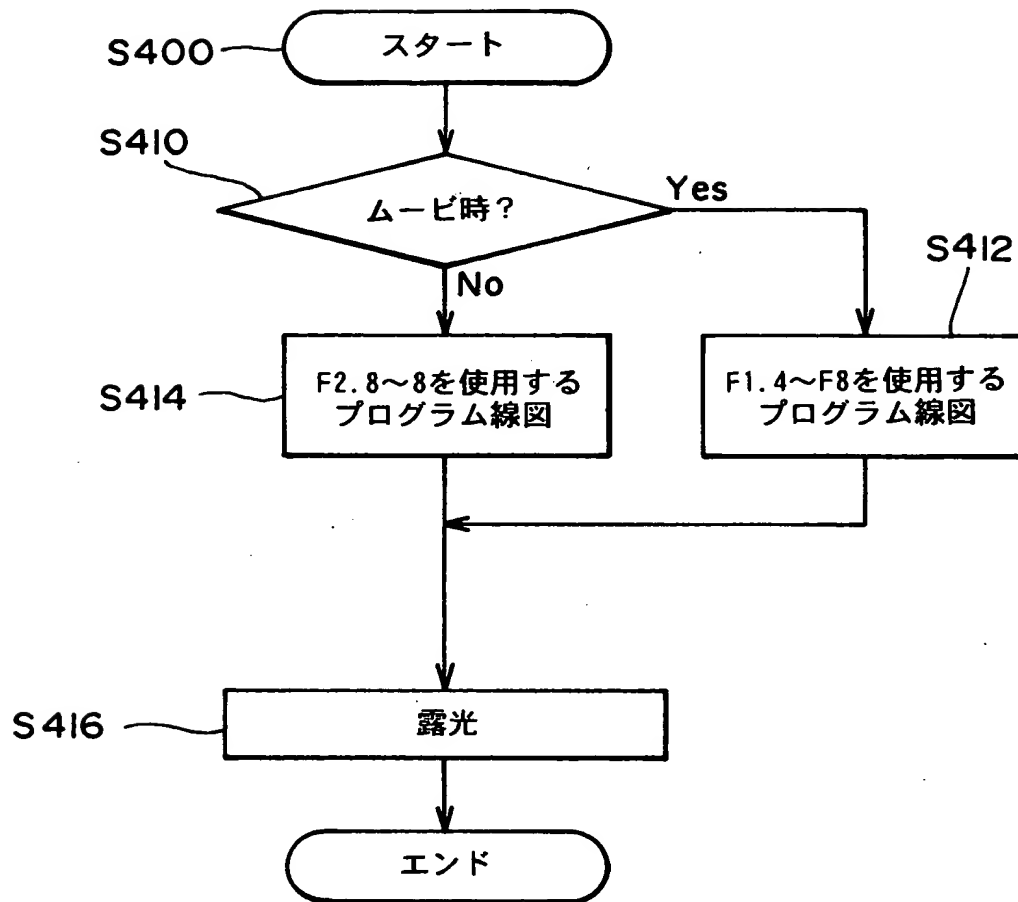 スタート
S400
S410
ムービ時?
Yes
No
S412
F2.8~8を使用する
プログラム線図
S414
F1.4~F8を使用する
プログラム線図
露光
S416
エンド